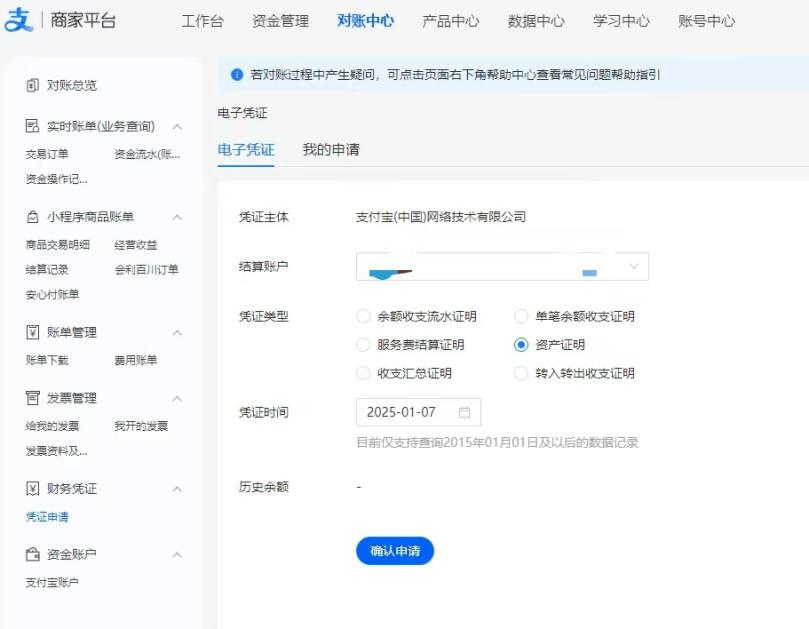 支 商家平台 工作台 资金管理 对账中心 产品中心 数据中心 学习中心 账号中心
对账总览
实时账单(业务查询)
交易订单 资金流水(账...
资金操作记...
小程序商品账单
商品交易明细 经营收益
结算记录 会利百川订单
安心付账单
账单管理
账单下载 费用账单
发票管理
给我的发票 我开的发票
发票资料及...
财务凭证
凭证申请
资金账户
支付宝账户
若对账过程中产生疑问，可点击页面右下角帮助中心查看常见问题帮助指引
电子凭证
电子凭证 我的申请
凭证主体 支付宝(中国)网络技术有限公司
结算账户
凭证类型 余额收支流水证明 单笔余额收支证明
服务费结算证明 资产证明
收支汇总证明 转入转出收支证明
凭证时间 2025-01-07
目前仅支持查询2015年01月01日及以后的数据记录
历史余额 -
确认申请